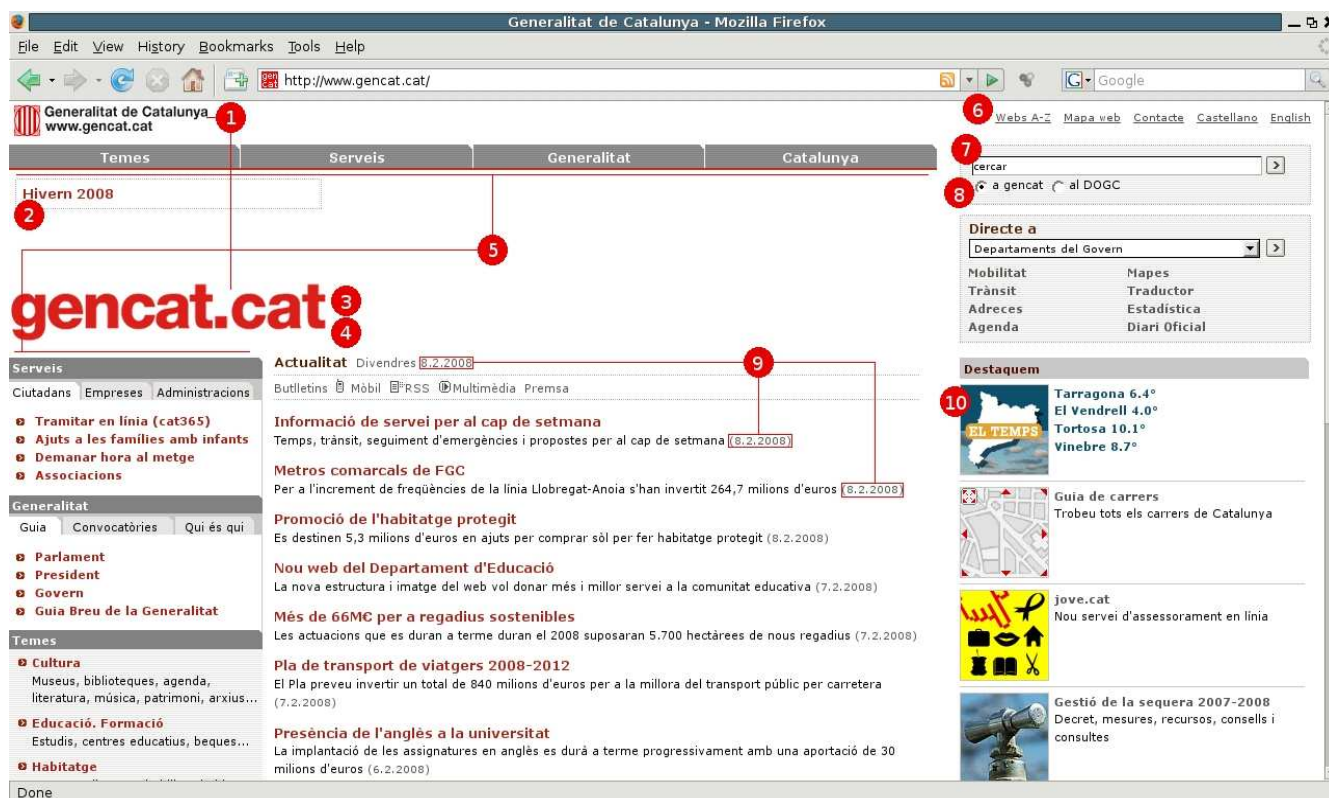 Generalitat de Catalunya - Mozilla Firefox
File Edit View History Bookmarks Tools Help
gen cat http://www.gencat.cat/ G Google
Generalitat de Catalunya
www.gencat.cat
1
6 Webs A-Z Mapa web Contacte Castellano English
Temes Serveis Generalitat Catalunya
7
cercar
8 a gencat al DOGC
Hivern 2008
2
5
Directe a
Departaments del Govern
Mobilitat Mapes
Trànsit Traductor
Adreces Estadística
Agenda Diari Oficial
gencat.cat
3
4
Serveis
Ciutadans Empreses Administracions
Tramitar en línia (cat365)
Ajuts a les famílies amb infants
Demanar hora al metge
Associacions
Generalitat
Guia Convocatòries Qui és qui
Parlament
President
Govern
Guia Breu de la Generalitat
Temes
Cultura
Museus, biblioteques, agenda,
literatura, música, patrimoni, arxius...
Educació. Formació
Estudis, centres educatius, beques...
Habitatge
Actualitat Divendres 8.2.2008
9
Butlletins Mòbil RSS Multimèdia Premsa
Informació de servei per al cap de setmana
Temps, trànsit, seguiment d'emergències i propostes per al cap de setmana (8.2.2008)
Metros comarcals de FGC
Per a l'increment de freqüències de la línia Llobregat-Anoia s'han invertit 264,7 milions d'euros (8.2.2008)
Promoció de l'habitatge protegit
Es destinen 5,3 milions d'euros en ajuts per comprar sòl per fer habitatge protegit (8.2.2008)
Nou web del Departament d'Educació
La nova estructura i imatge del web vol donar més i millor servei a la comunitat educativa (7.2.2008)
Més de 66M€ per a regadius sostenibles
Les actuacions que es duran a terme duran el 2008 suposaran 5.700 hectàrees de nous regadius (7.2.2008)
Pla de transport de viatgers 2008-2012
El Pla preveu invertir un total de 840 milions d'euros per a la millora del transport públic per carretera
(7.2.2008)
Presència de l'anglès a la universitat
La implantació de les assignatures en anglès es durà a terme progressivament amb una aportació de 30
milions d'euros (6.2.2008)
Destaquem
10
EL TEMPS
Tarragona 6.4°
El Vendrell 4.0°
Tortosa 10.1°
Vinebre 8.7°
Guia de carrers
Trobeu tots els carrers de Catalunya
jove.cat
Nou servei d'assessorament en línia
Gestió de la sequera 2007-2008
Decret, mesures, recursos, consells i
consultes
Done